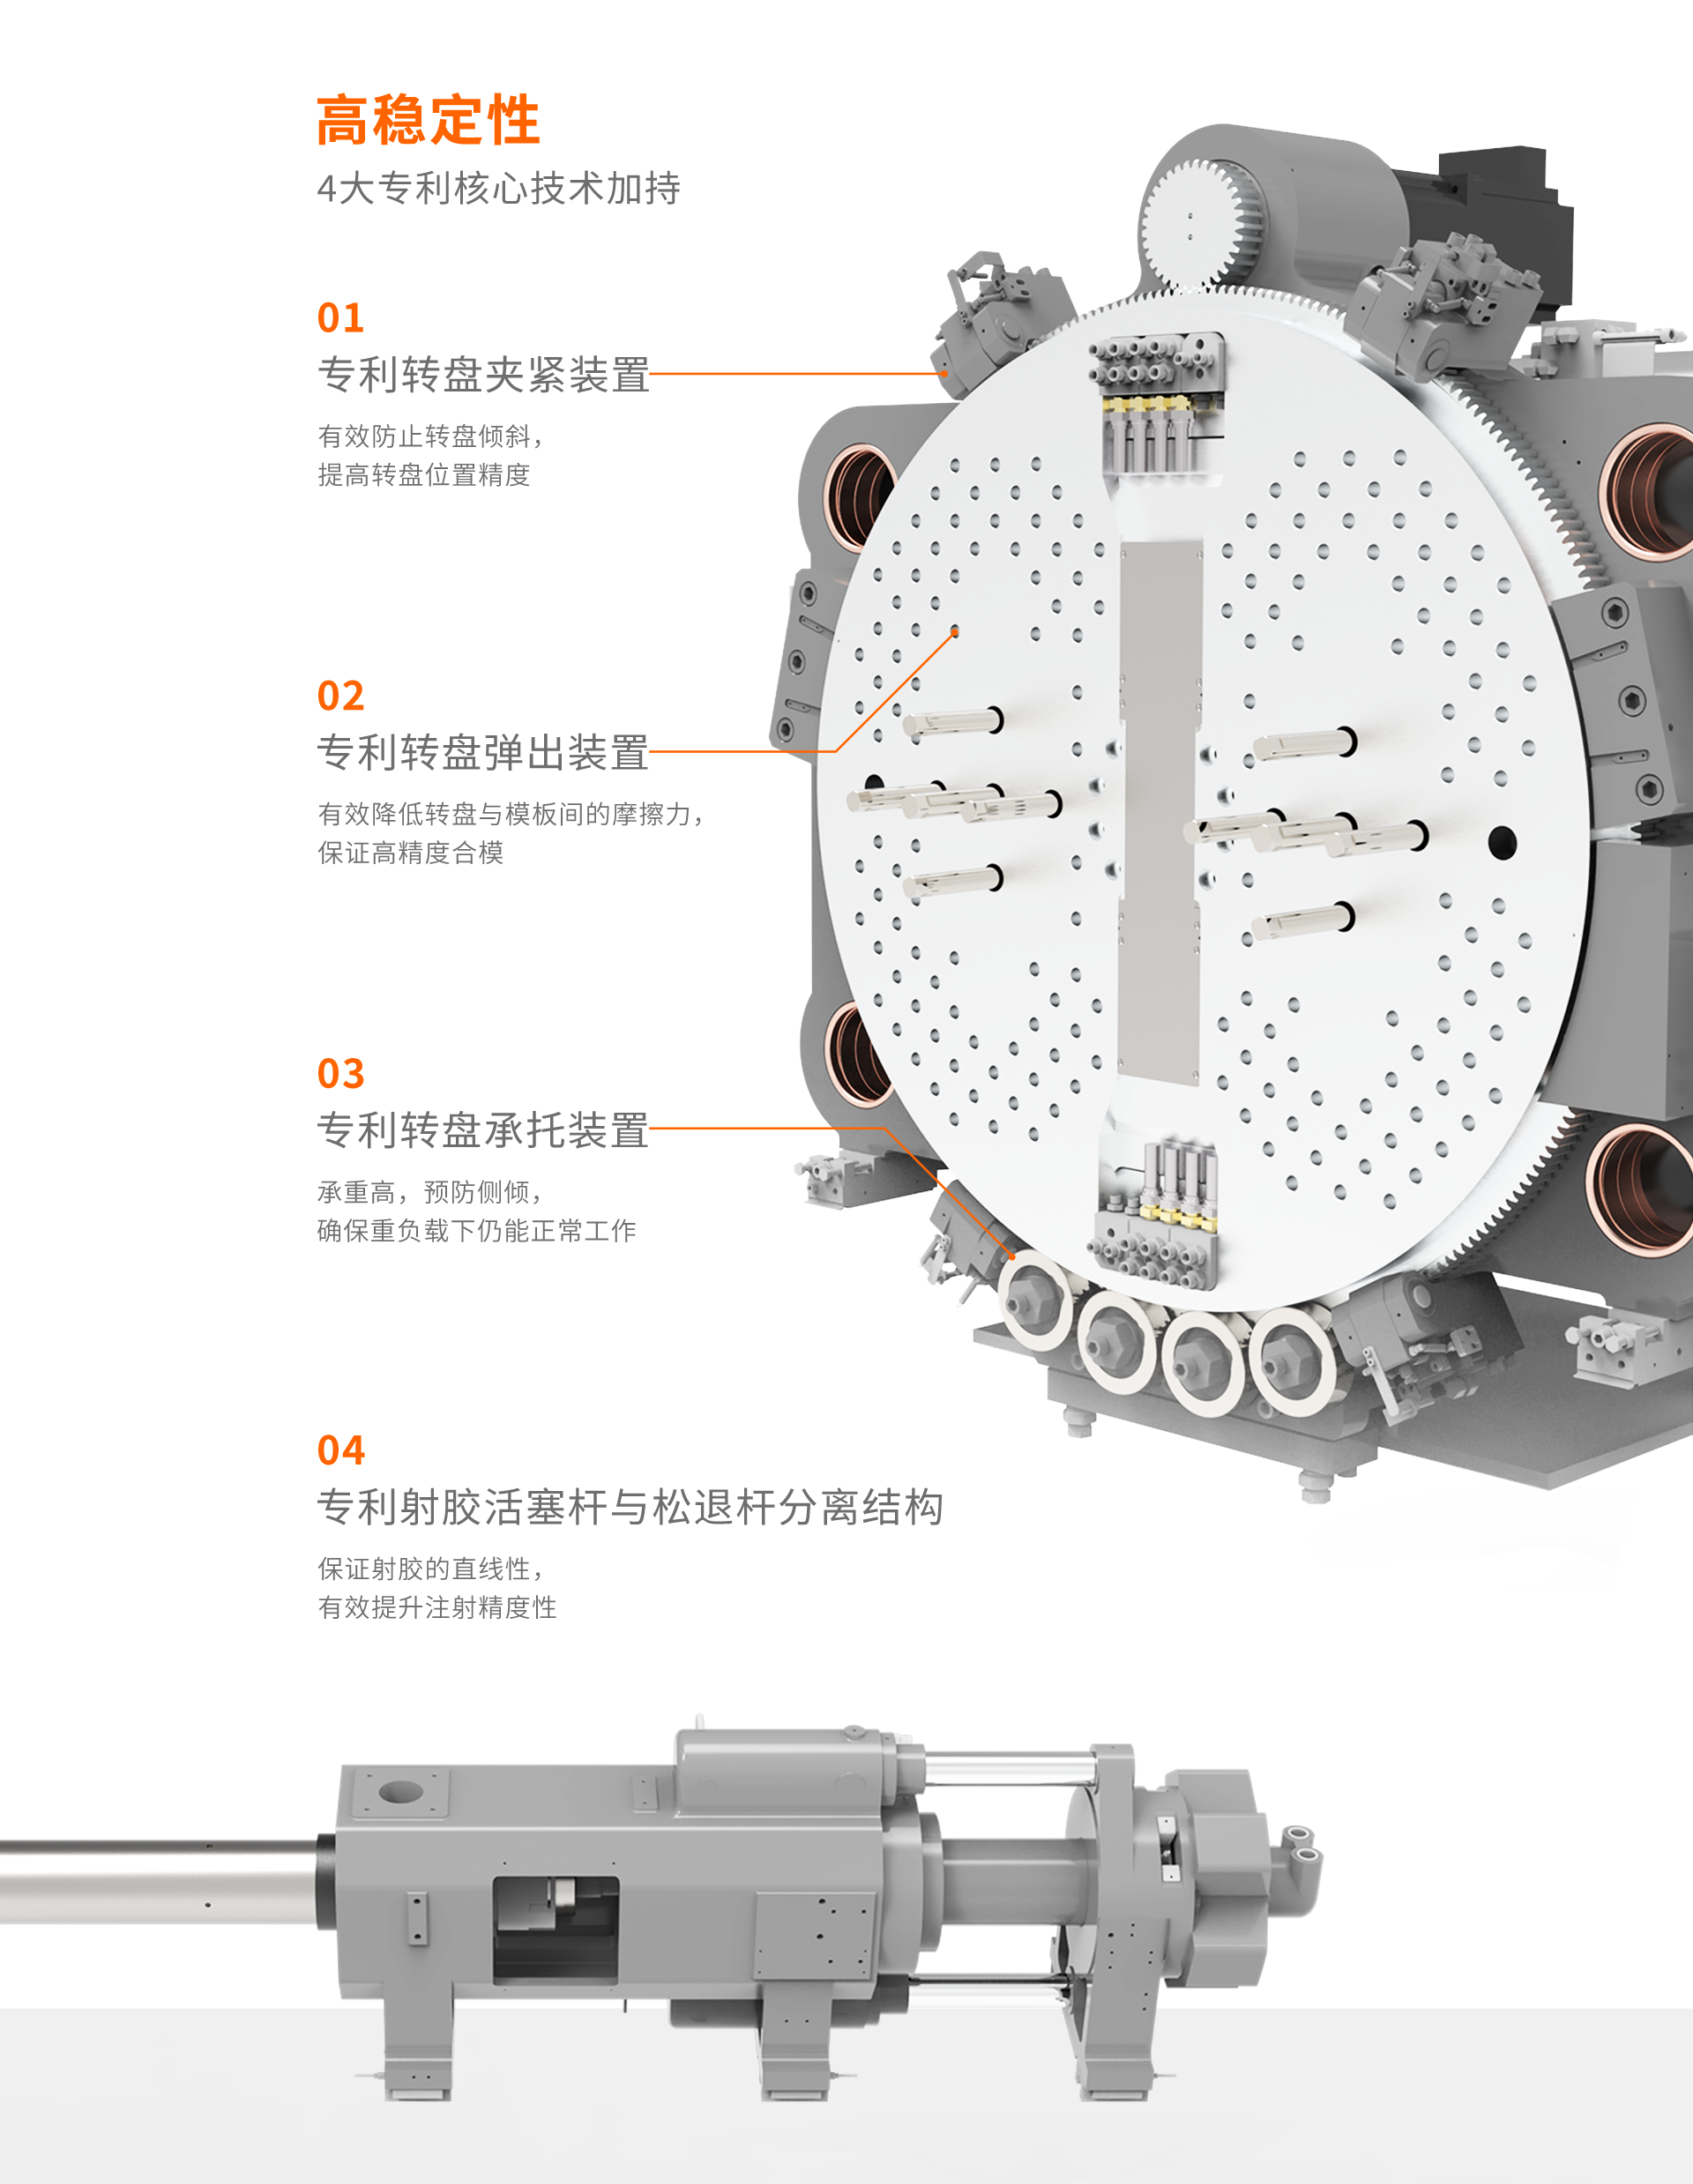 高稳定性
4大专利核心技术加持
01
专利转盘夹紧装置
有效防止转盘倾斜，
提高转盘位置精度
02
专利转盘弹出装置
有效降低转盘与模板间的摩擦力，
保证高精度合模
03
专利转盘承托装置
承重高，预防侧倾，
确保重负载下仍能正常工作
04
专利射胶活塞杆与松退杆分离结构
保证射胶的直线性，
有效提升注射精度性